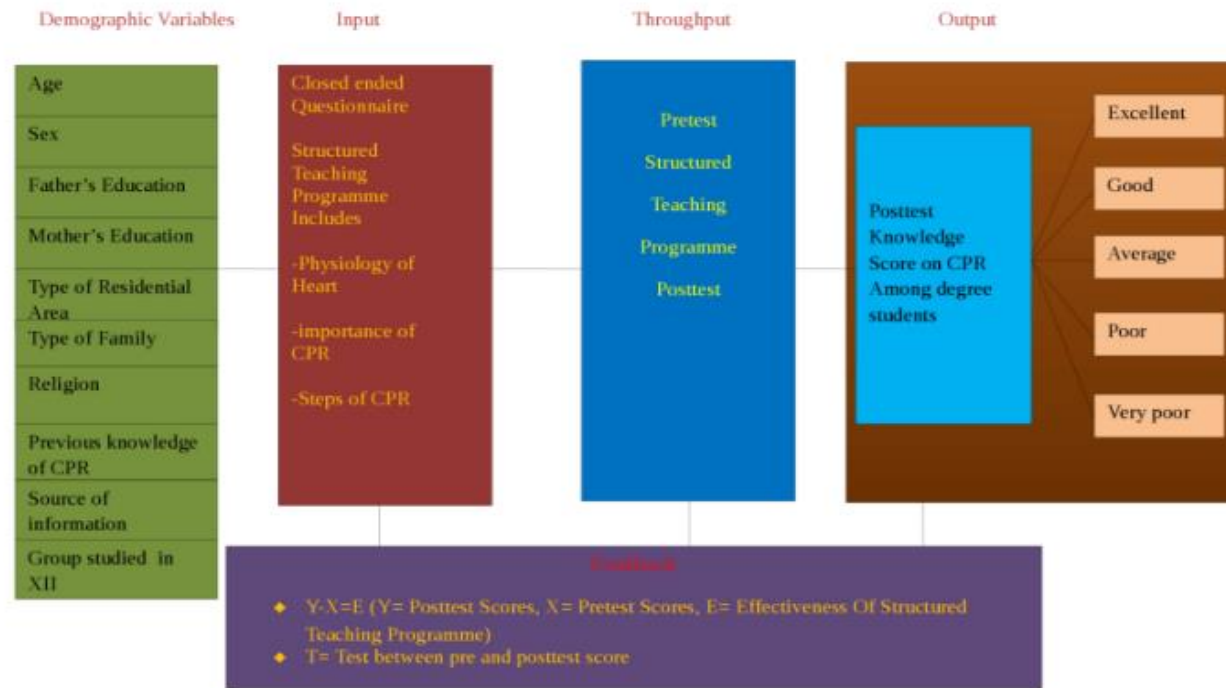 Demographic Variables
Input
Throughput
Output
Age
Sex
Father's Education
Mother's Education
Type of Residential
Area
Type of Family
Religion
Previous knowledge
of CPR
Source of
information
Group studied in
XII
Closed ended
Questionnaire
Structured
Teaching
Programme
Includes
-Physiology of
Heart
-importance of
CPR
-Steps of CPR
Pretest
Structured
Teaching
Programme
Posttest
Posttest
Knowledge
Score on CPR
Among degree
students
Excellent
Good
Average
Poor
Very poor
Feedback
◆ Y-X=E (Y= Posttest Scores, X= Pretest Scores, E= Effectiveness Of Structured
Teaching Programme)
◆ T= Test between pre and posttest score